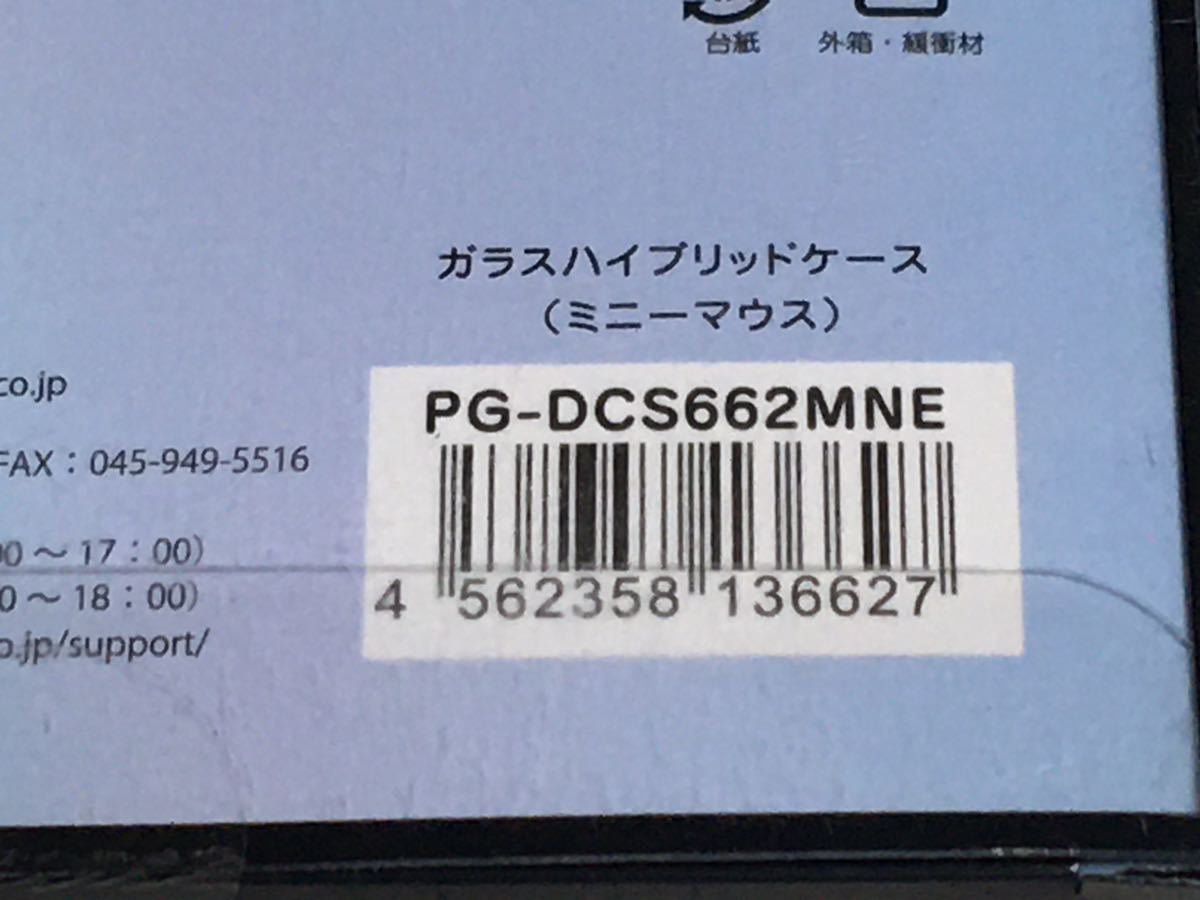 台紙
外箱・緩衝材
ガラスハイブリッドケース
（ミニーマウス）
co.jp
FAX：045-949-5516
00～17：00）
0～18：00）
o.jp/support/
PG-DCS662MNE
4 562358 136627